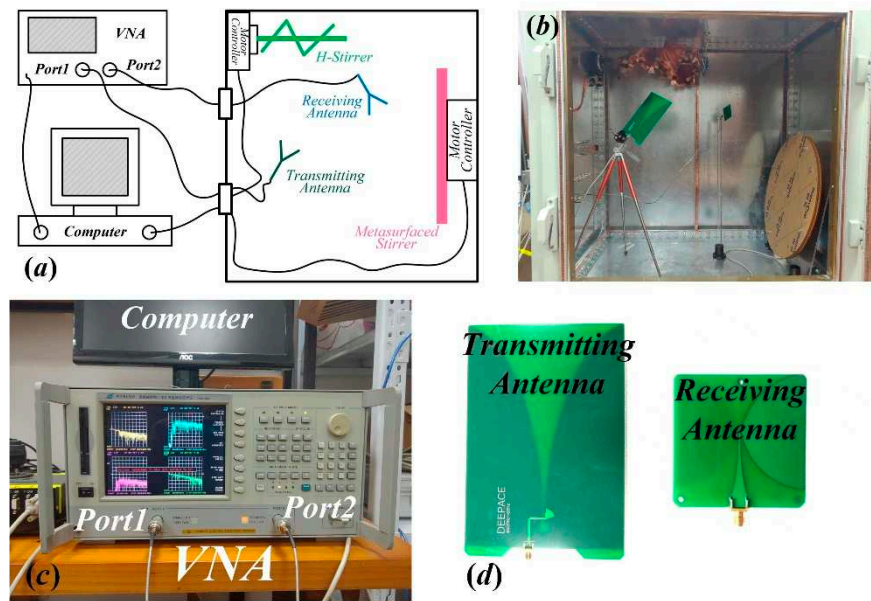 VNA
Port1
Port2
Computer
(a)
Motor
Controller
H-Stirrer
Receiving
Antenna
Transmitting
Antenna
Motor
Controller
Metasurfaced
Stirrer
(b)
Computer
AOC
Port1
Port2
VNA
(c)
Transmitting
Antenna
DEEPACE
Receiving
Antenna
(d)